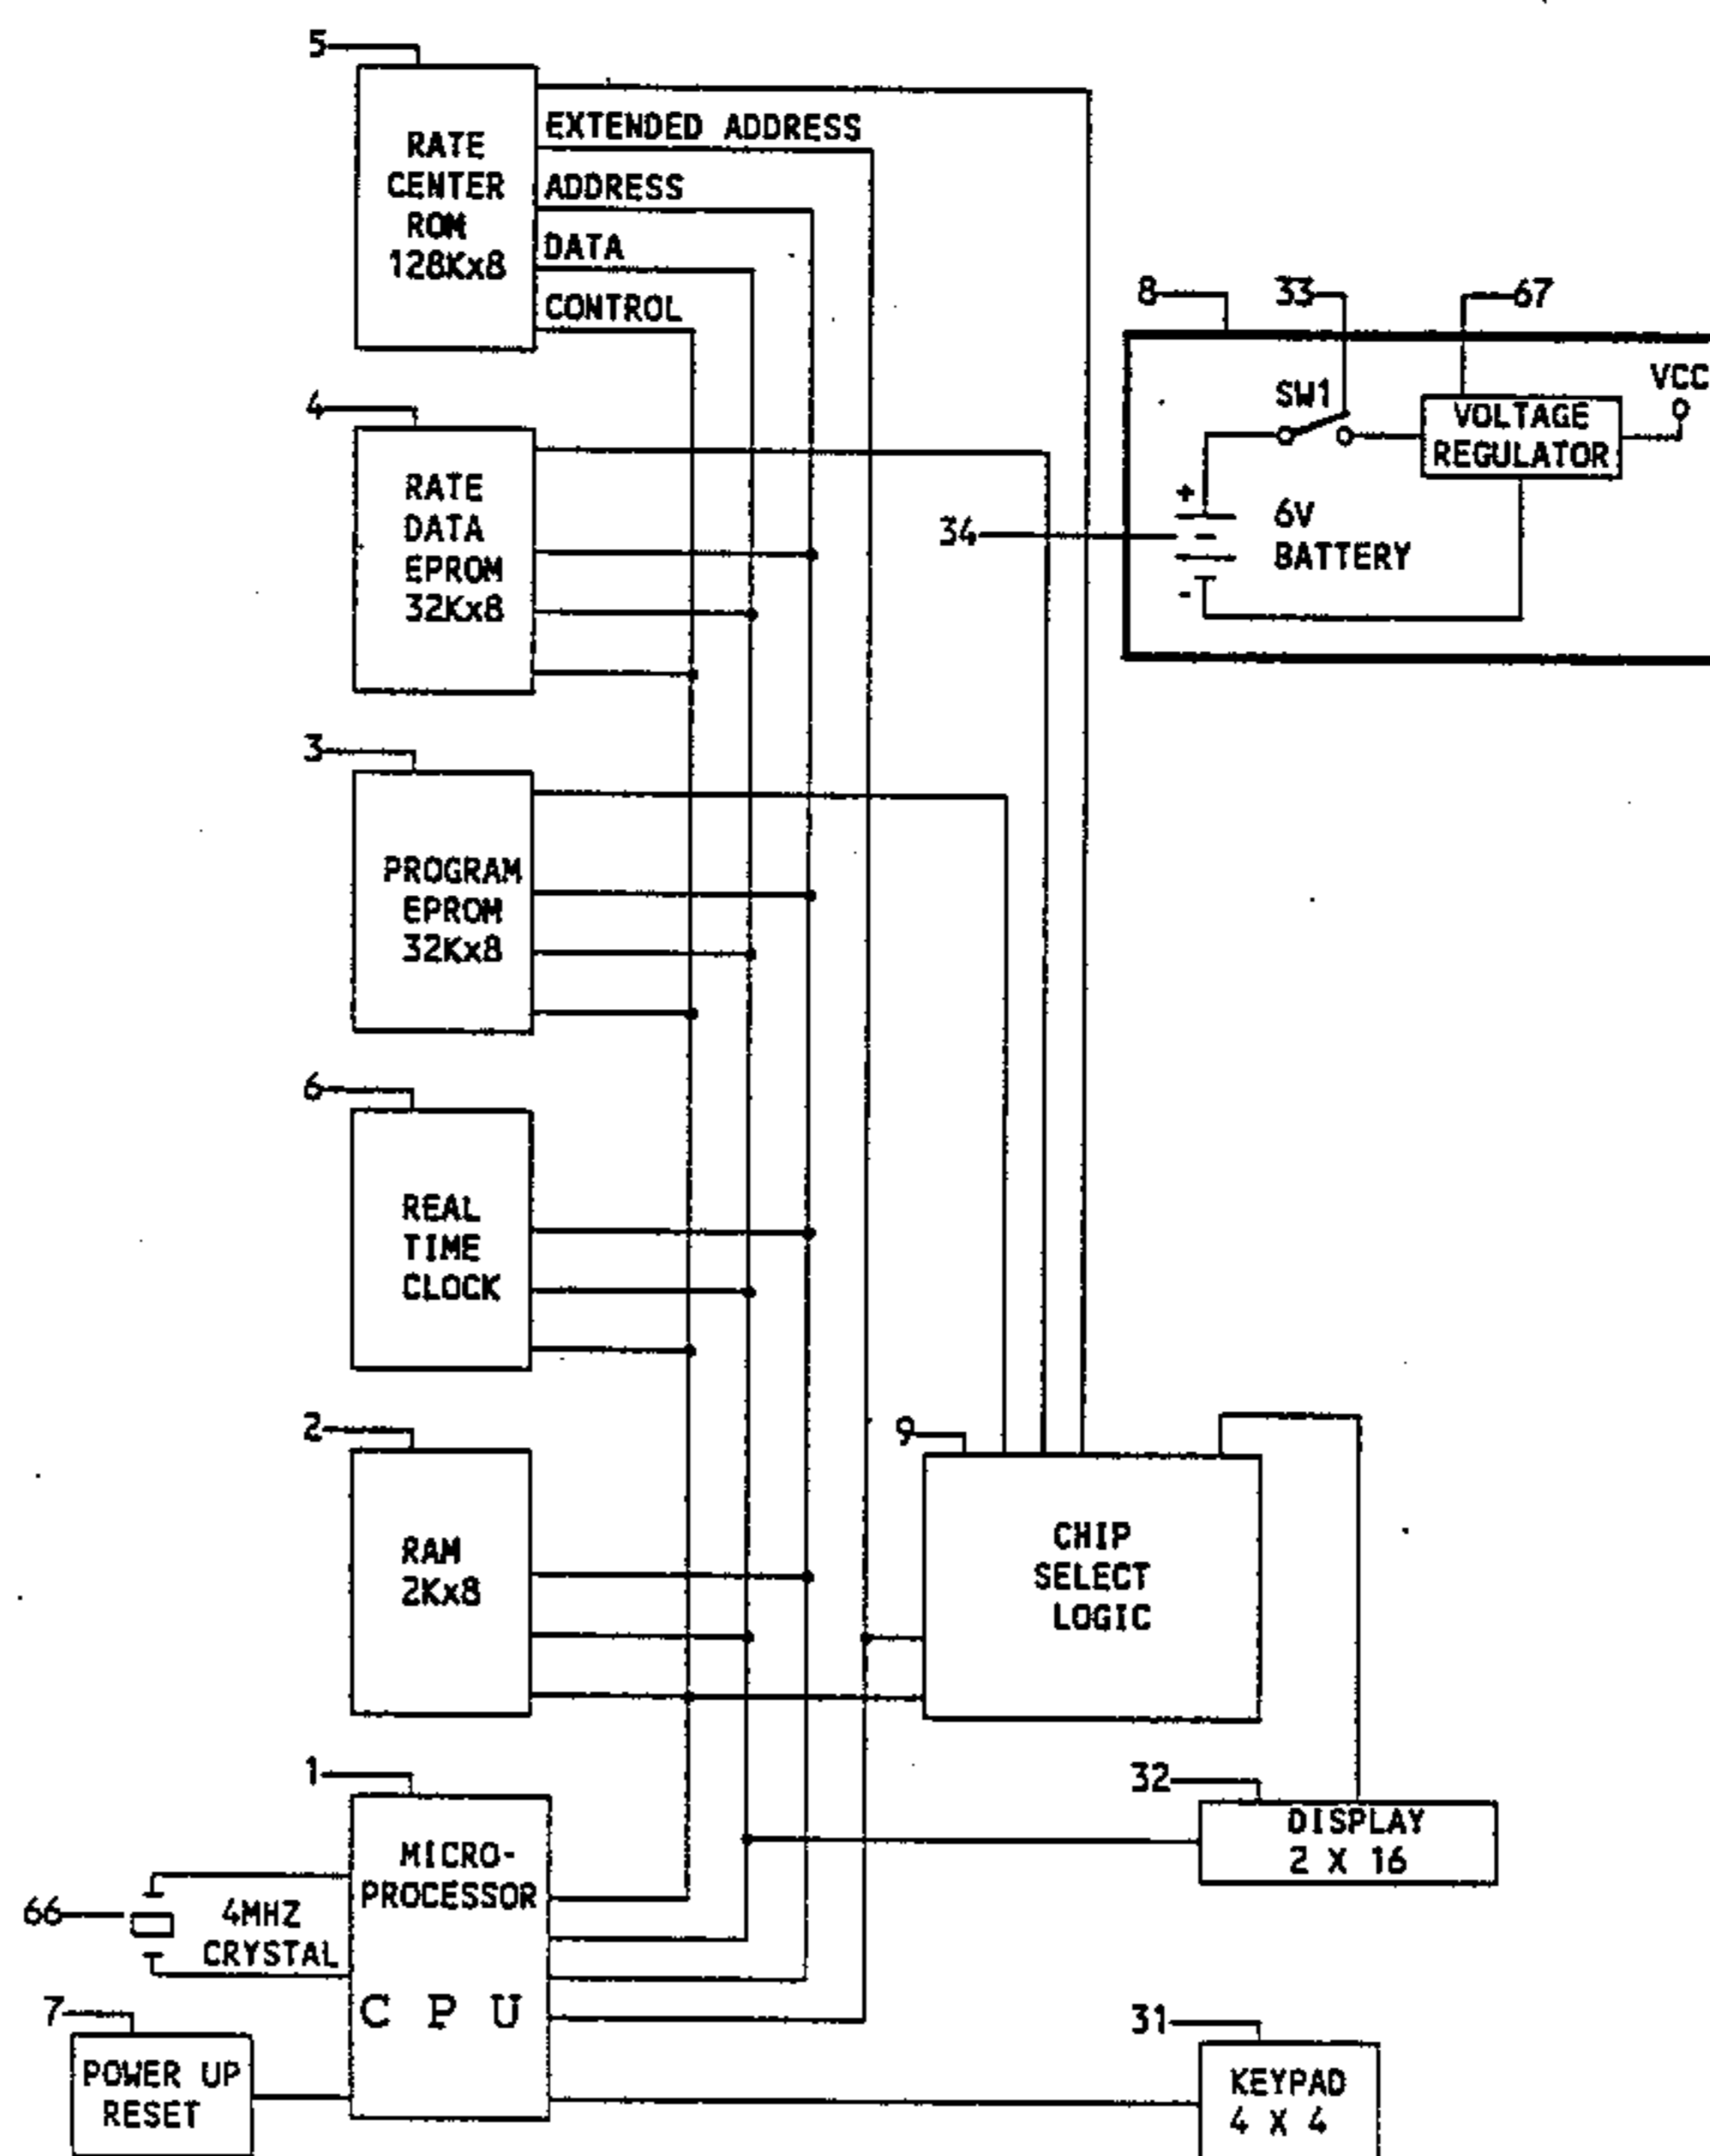 5
RATE
CENTER
ROM
128Kx8
EXTENDED ADDRESS
ADDRESS
DATA
CONTROL
4
RATE
DATA
EPROM
32Kx8
8
33
67
SW1
VOLTAGE
REGULATOR
VCC
34
+
6V
BATTERY
-
3
PROGRAM
EPROM
32Kx8
6
REAL
TIME
CLOCK
2
RAM
2Kx8
9
CHIP
SELECT
LOGIC
1
MICRO-
PROCESSOR
C P U
66
4MHZ
CRYSTAL
32
DISPLAY
2 X 16
7
POWER UP
RESET
31
KEYPAD
4 X 4